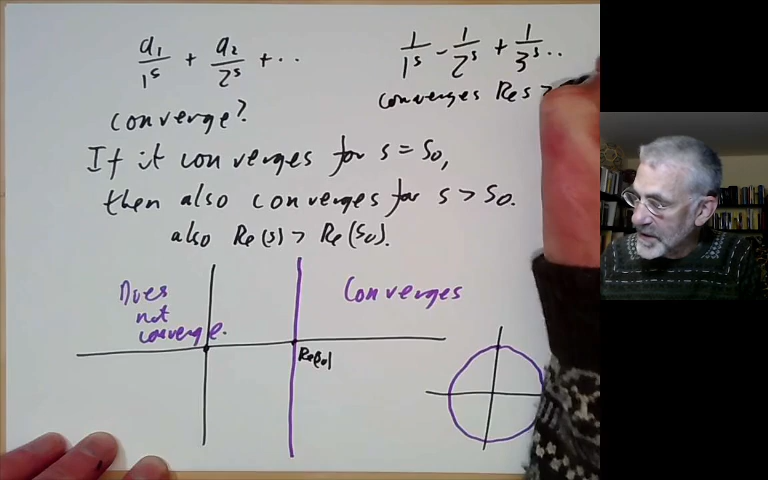 a₁/1ˢ + a₂/2ˢ + ··
1/1ˢ - 1/2ˢ + 1/3ˢ ··
converges Re s >
converge?
If it converges for s = s₀,
then also converges for s > s₀.
also Re(s) > Re(s₀).
Does
not
converge.
Converges
Re(s₀)